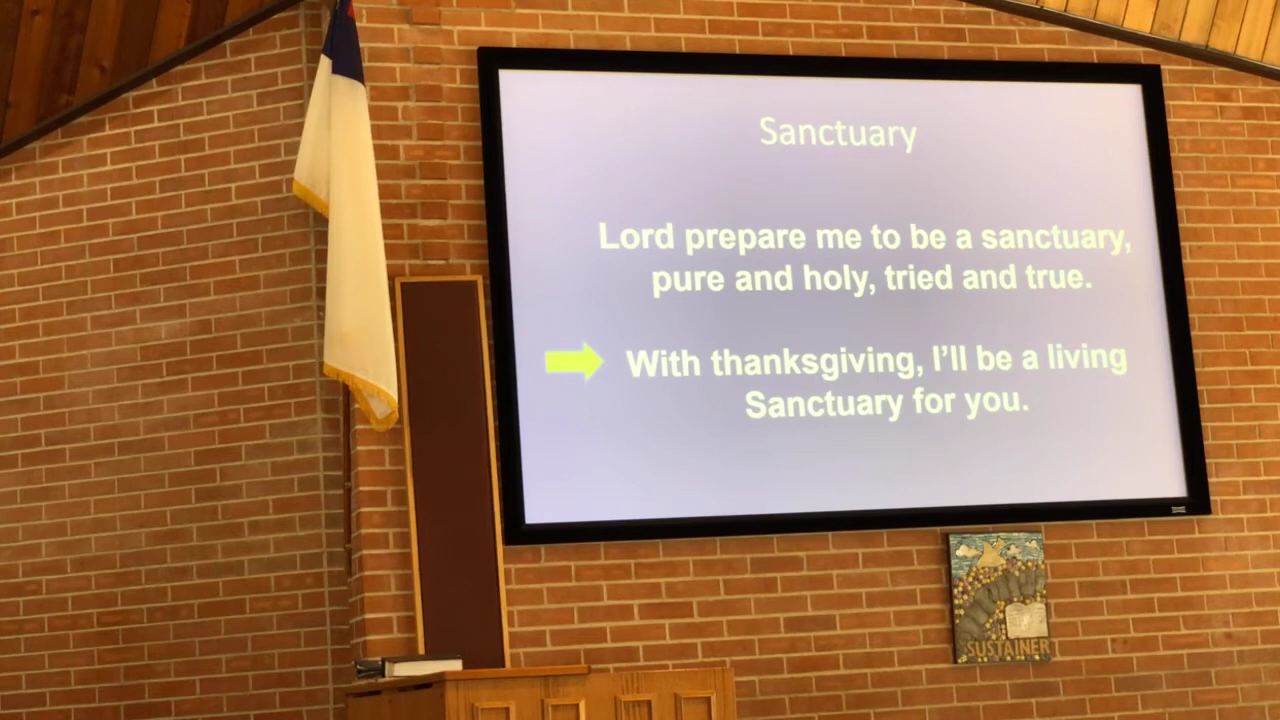 Sanctuary
Lord prepare me to be a sanctuary,
pure and holy, tried and true.
With thanksgiving, I'll be a living
Sanctuary for you.
SUSTAINER